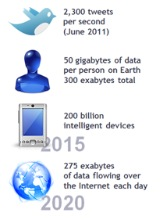 2,300 tweets
per second
(June 2011)
50 gigabytes of data
per person on Earth
300 exabytes total
200 billion
intelligent devices
2015
275 exabytes
of data flowing over
the Internet each day
2020